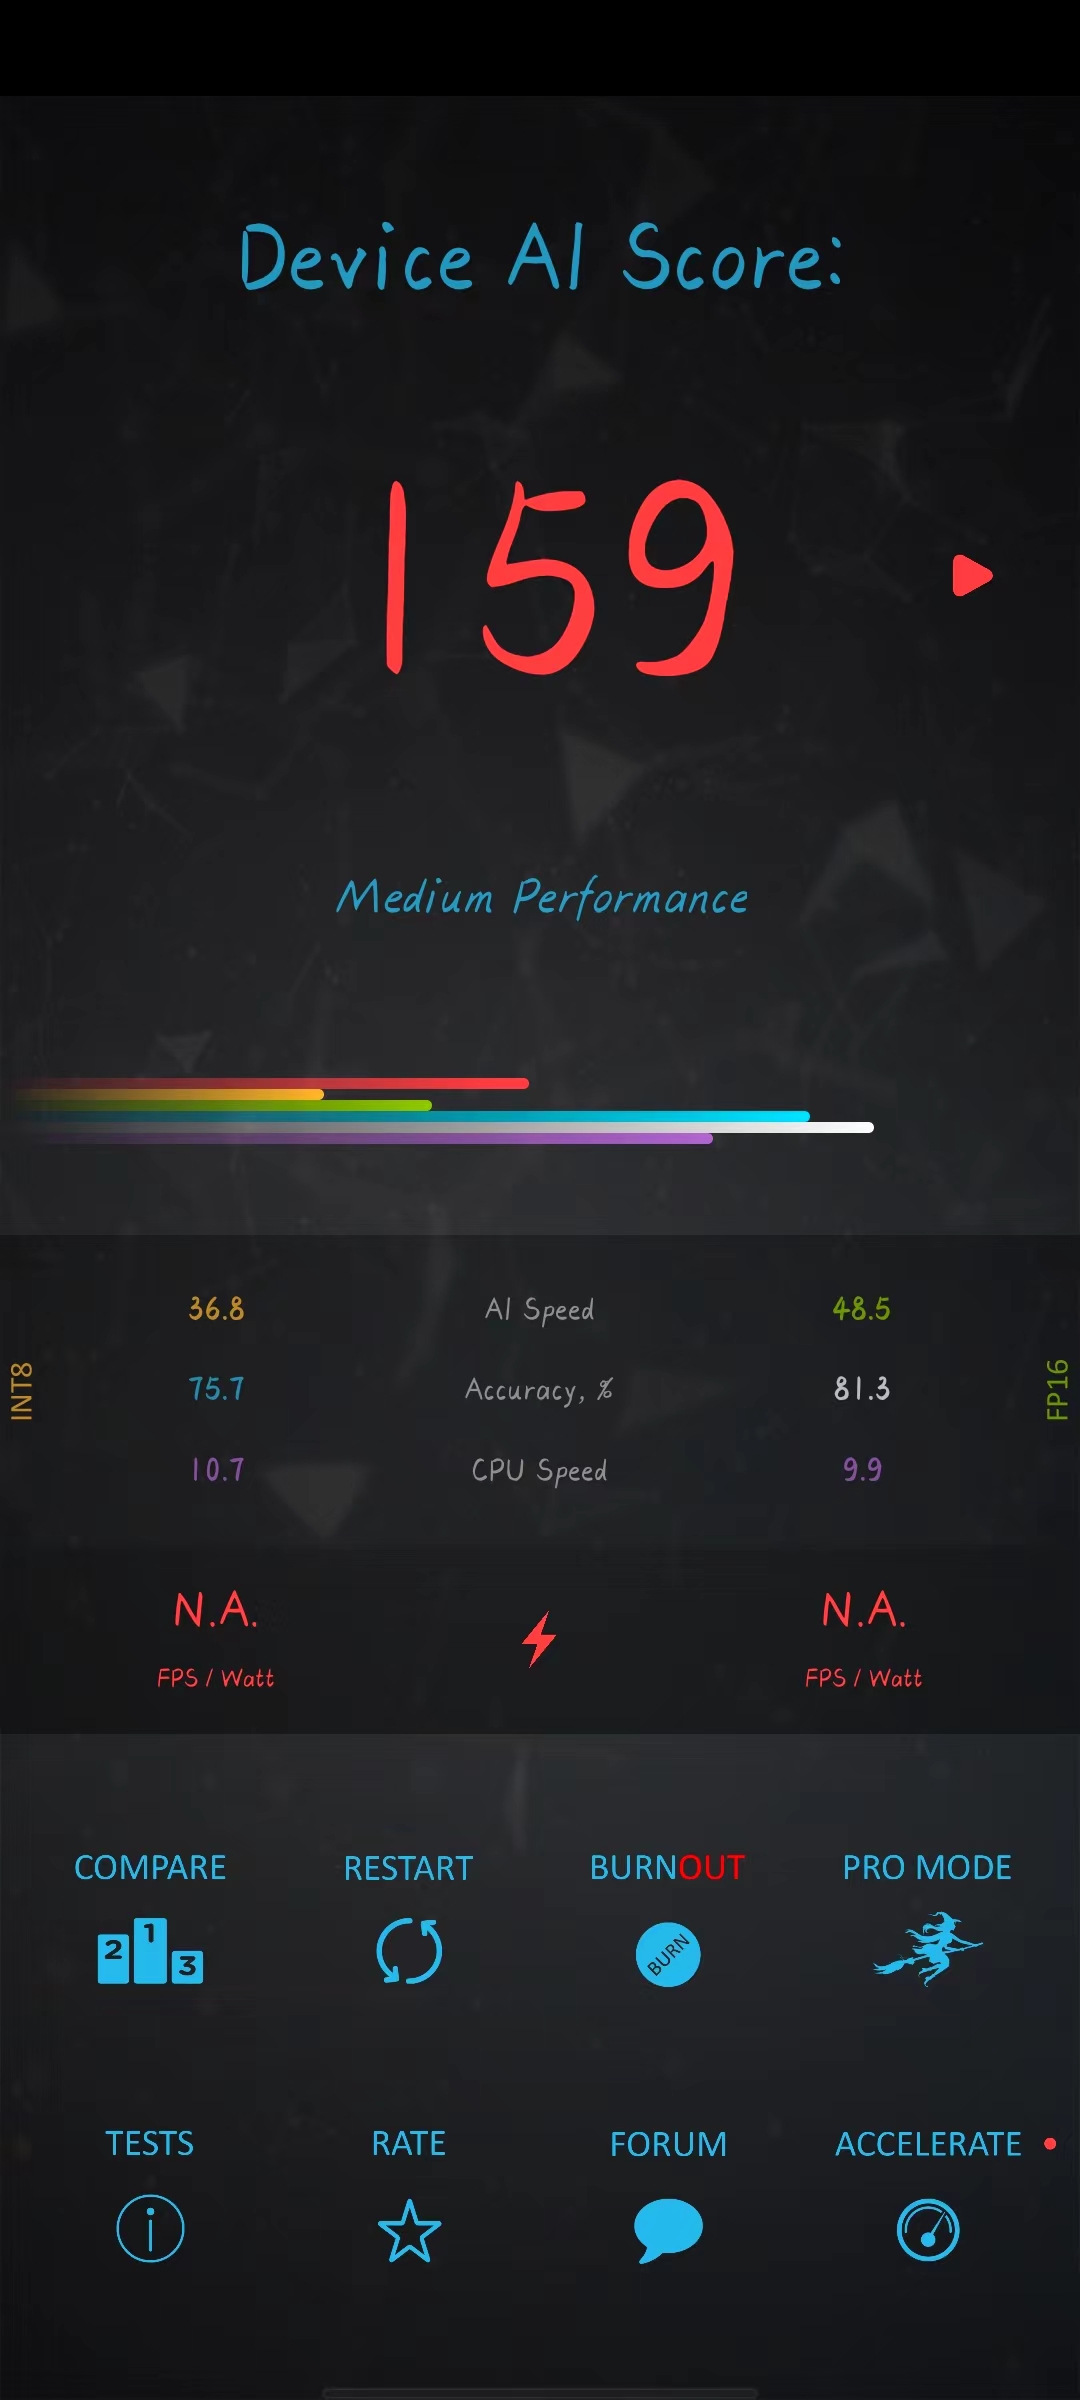 Device AI Score:
159
Medium Performance
36.8 AI Speed 48.5
INT8 75.7 Accuracy, % 81.3 FP16
10.7 CPU Speed 9.9
N.A. N.A.
FPS / Watt FPS / Watt
COMPARE RESTART BURNOUT PRO MODE
2 1 3 BURN
TESTS RATE FORUM ACCELERATE